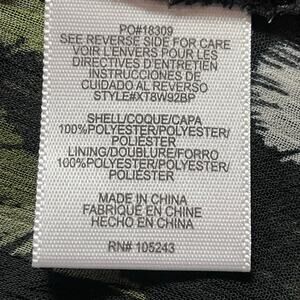 PO#18309
SEE REVERSE SIDE FOR CARE
VOIR L'ENVERS POUR LES
DIRECTIVES D'ENTRETIEN
INSTRUCCIONES DE
CUIDADO AL REVERSO
STYLE#XT8W92BP
SHELL/COQUE/CAPA
100%POLYESTER/POLYESTER/
POLIÉSTER
LINING/DOUBLURE/FORRO
100%POLYESTER/POLYESTER/
POLIÉSTER
MADE IN CHINA
FABRIQUÉ EN CHINE
HECHO EN CHINA
RN# 105243